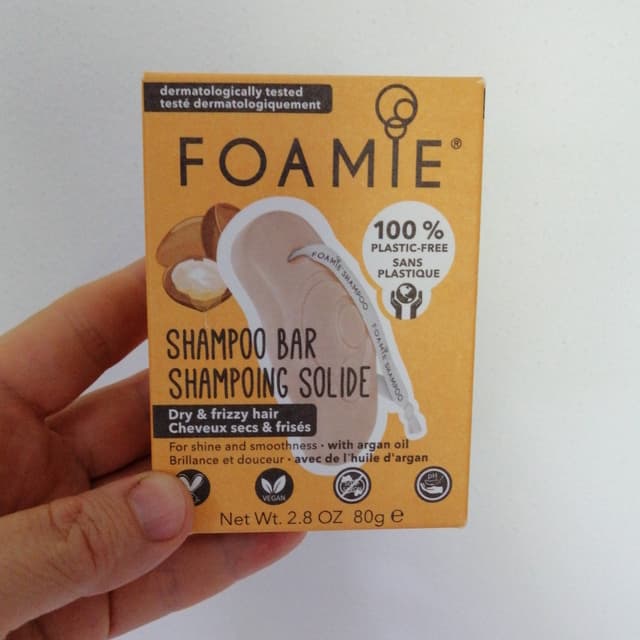 dermatologically tested
testé dermatologiquement
FOAMIE®
100 %
PLASTIC-FREE
SANS
PLASTIQUE
FOAMIE SHAMPOO
FOAMIE SHAMPOO
SHAMPOO BAR
SHAMPOING SOLIDE
Dry & frizzy hair
Cheveux secs & frisés
For shine and smoothness • with argan oil
Brillance et douceur • avec de l'huile d'argan
VEGAN
pH
Net Wt. 2.8 OZ 80g ℮